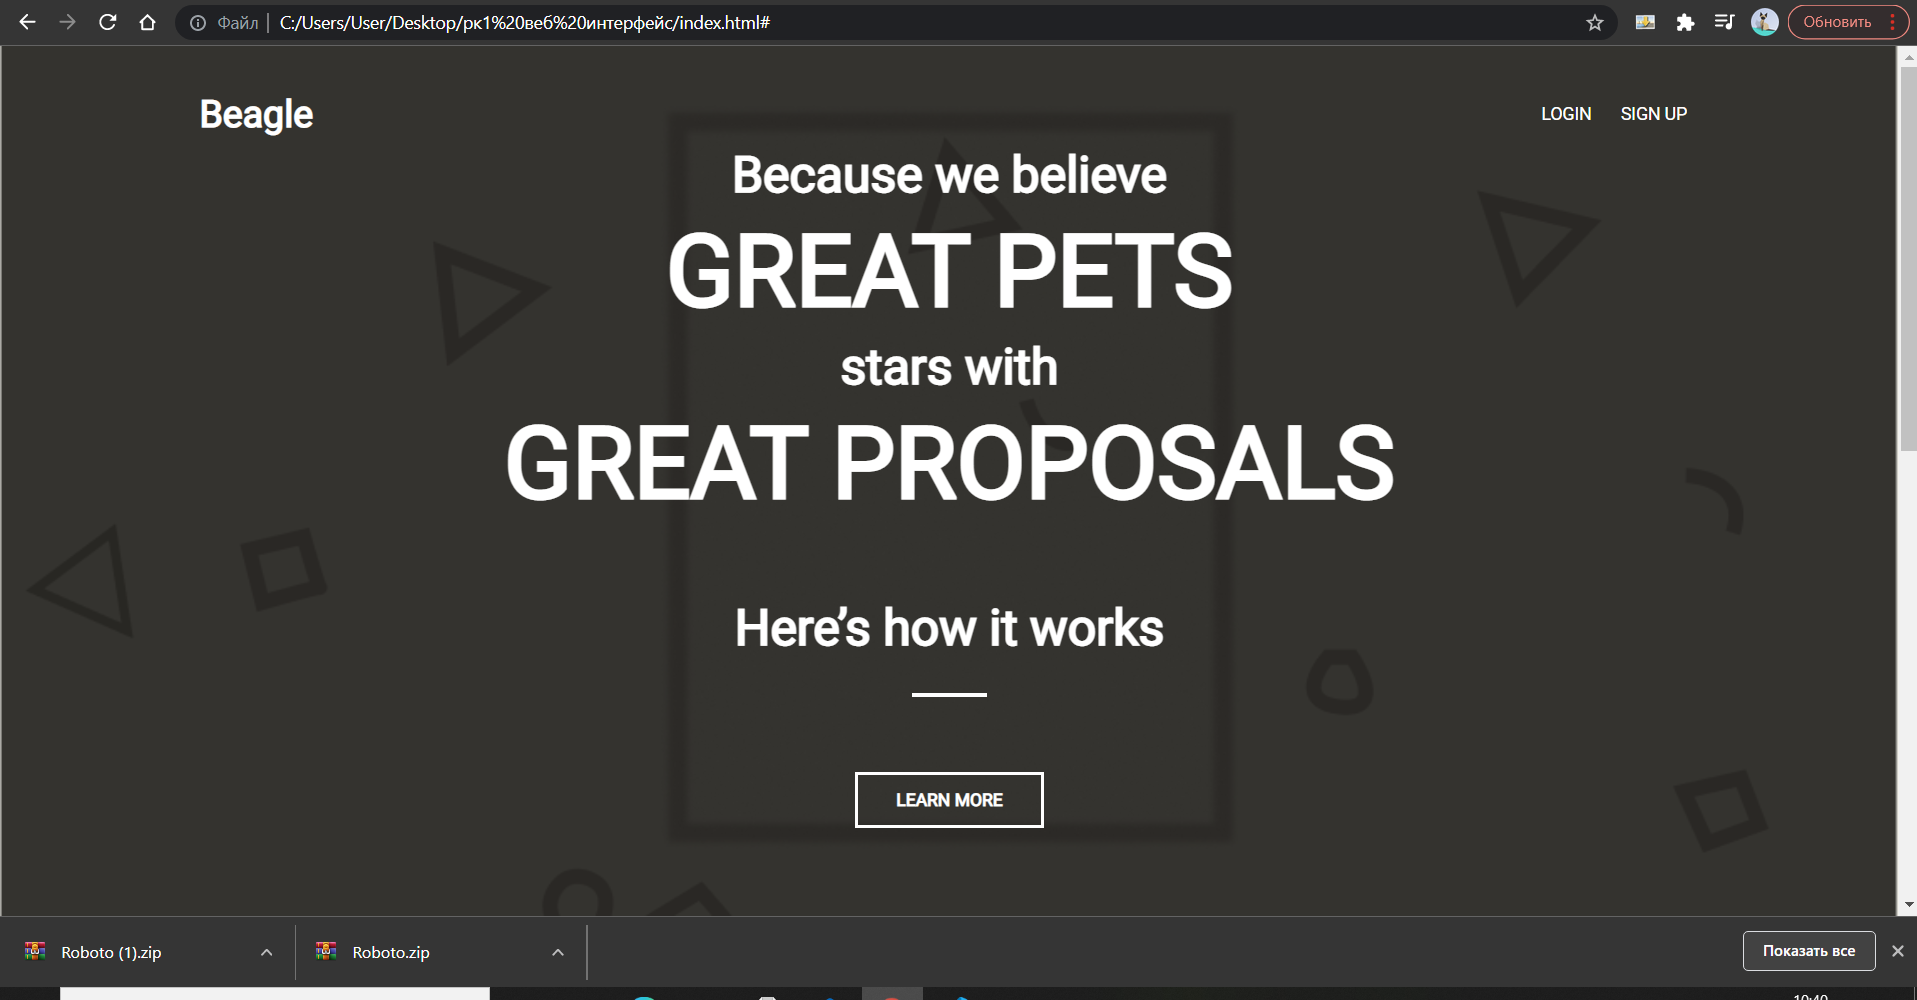 Файл C:/Users/User/Desktop/рк1%20веб%20интерфейс/index.html#
Обновить
Beagle
LOGIN SIGN UP
Because we believe
GREAT PETS
stars with
GREAT PROPOSALS
Here’s how it works
LEARN MORE
Roboto (1).zip Roboto.zip Показать все